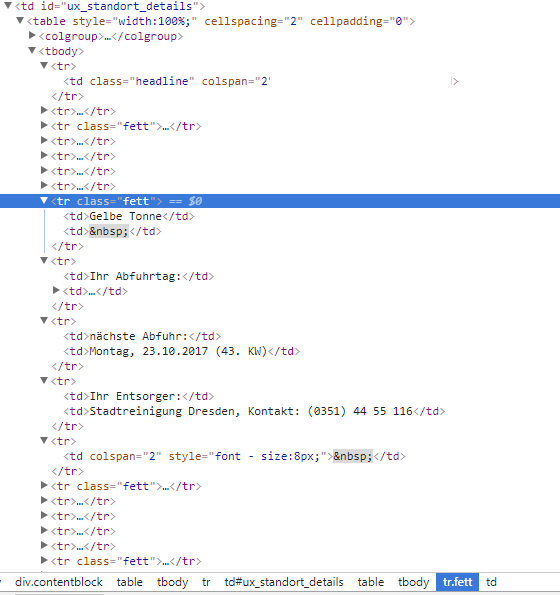 <td id="ux_standort_details">
<table style="width:100%;" cellspacing="2" cellpadding="0">
<colgroup>…</colgroup>
<tbody>
<tr>
<td class="headline" colspan="2' >
</tr>
<tr>…</tr>
<tr class="fett">…</tr>
<tr>…</tr>
<tr>…</tr>
<tr>…</tr>
<tr>…</tr>
<tr class="fett"> == $0
<td>Gelbe Tonne</td>
<td>&nbsp;</td>
</tr>
<tr>
<td>Ihr Abfuhrtag:</td>
<td>…</td>
</tr>
<tr>
<td>nächste Abfuhr:</td>
<td>Montag, 23.10.2017 (43. KW)</td>
</tr>
<tr>
<td>Ihr Entsorger:</td>
<td>Stadtreinigung Dresden, Kontakt: (0351) 44 55 116</td>
</tr>
<tr>
<td colspan="2" style="font - size:8px;">&nbsp;</td>
</tr>
<tr class="fett">…</tr>
<tr>…</tr>
<tr>…</tr>
<tr>…</tr>
<tr>…</tr>
<tr class="fett">…</tr>
div.contentblock table tbody tr td#ux_standort_details table tbody tr.fett td